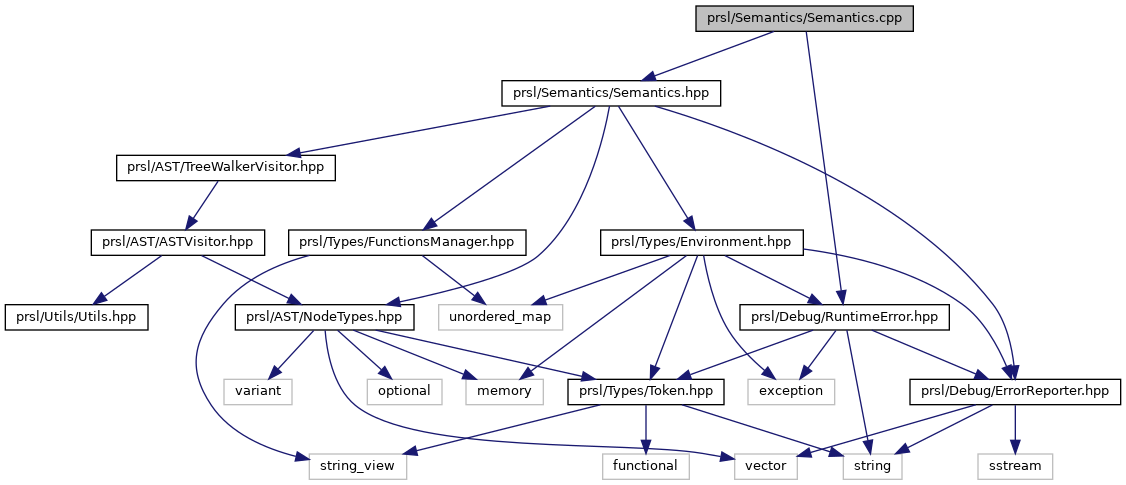 prsl/Semantics/Semantics.cpp
prsl/Semantics/Semantics.hpp
prsl/AST/TreeWalkerVisitor.hpp
prsl/AST/ASTVisitor.hpp
prsl/Types/FunctionsManager.hpp
prsl/Types/Environment.hpp
prsl/Utils/Utils.hpp
prsl/AST/NodeTypes.hpp
unordered_map
prsl/Debug/RuntimeError.hpp
variant
optional
memory
prsl/Types/Token.hpp
exception
prsl/Debug/ErrorReporter.hpp
string_view
functional
vector
string
sstream